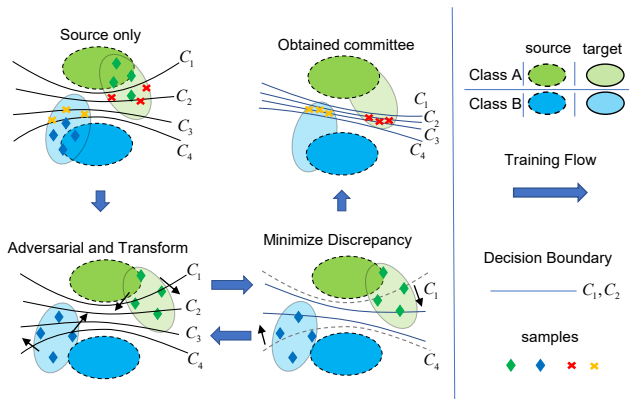 Source only
C1
C2
C3
C4
Obtained committee
C1
C2
C3
C4
Adversarial and Transform
C1
C2
C3
C4
Minimize Discrepancy
C1
C4
source target
Class A
Class B
Training Flow
Decision Boundary
C1,C2
samples